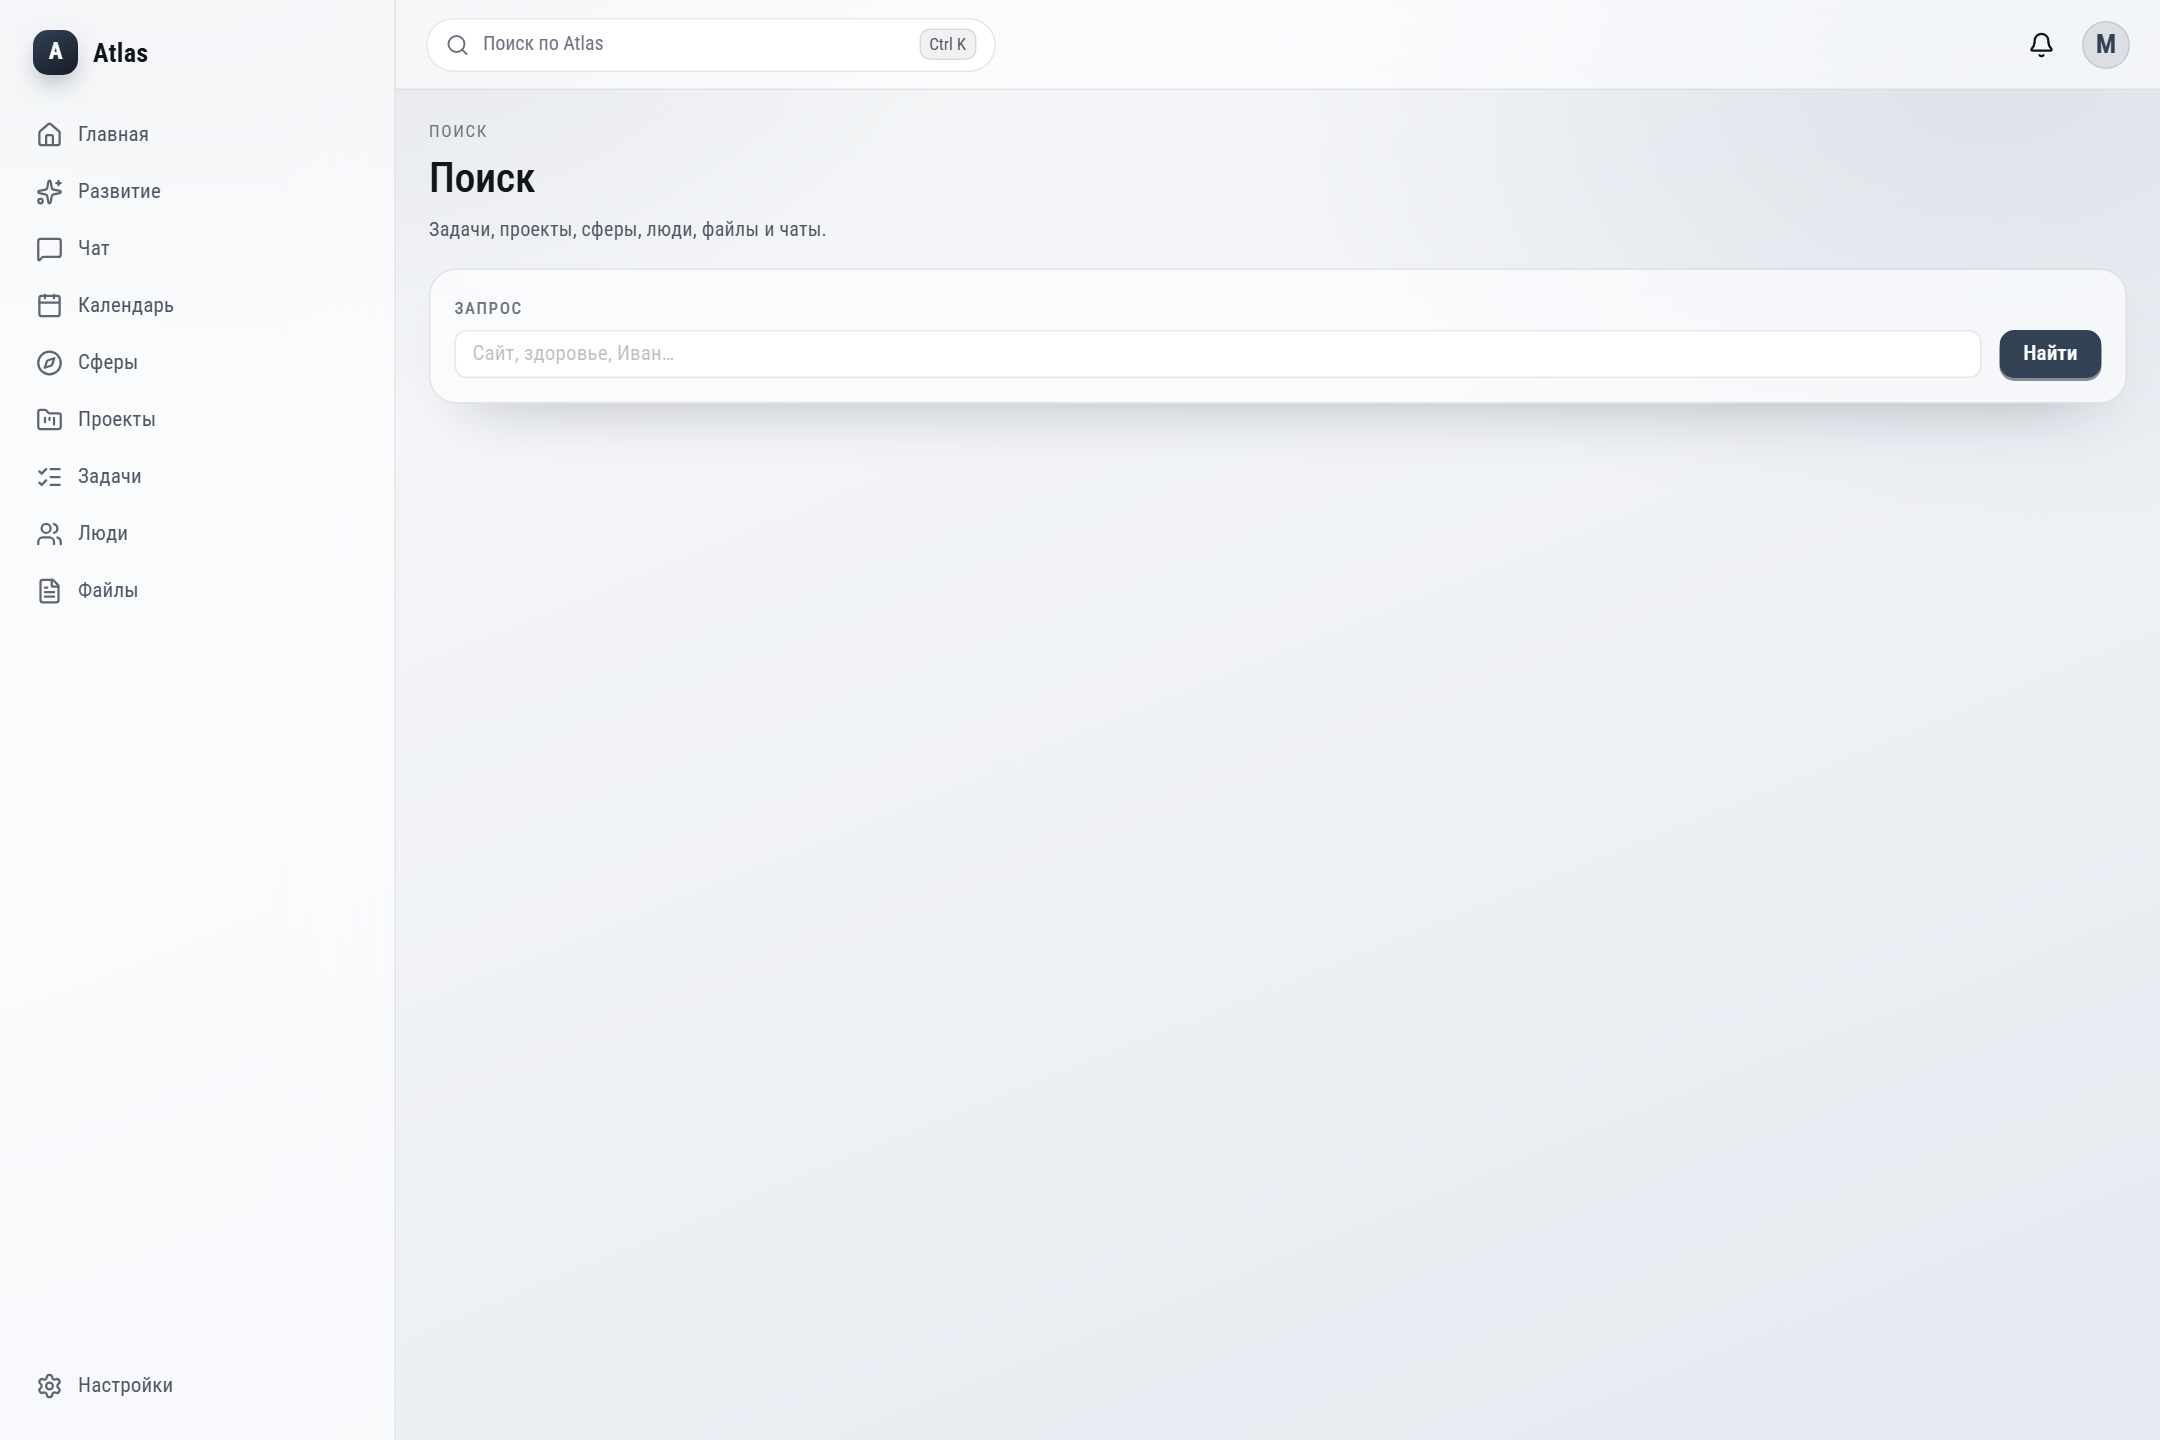 A Atlas
Главная
Развитие
Чат
Календарь
Сферы
Проекты
Задачи
Люди
Файлы
Настройки
Поиск по Atlas Ctrl K
M
ПОИСК
Поиск
Задачи, проекты, сферы, люди, файлы и чаты.
ЗАПРОС
Сайт, здоровье, Иван…
Найти